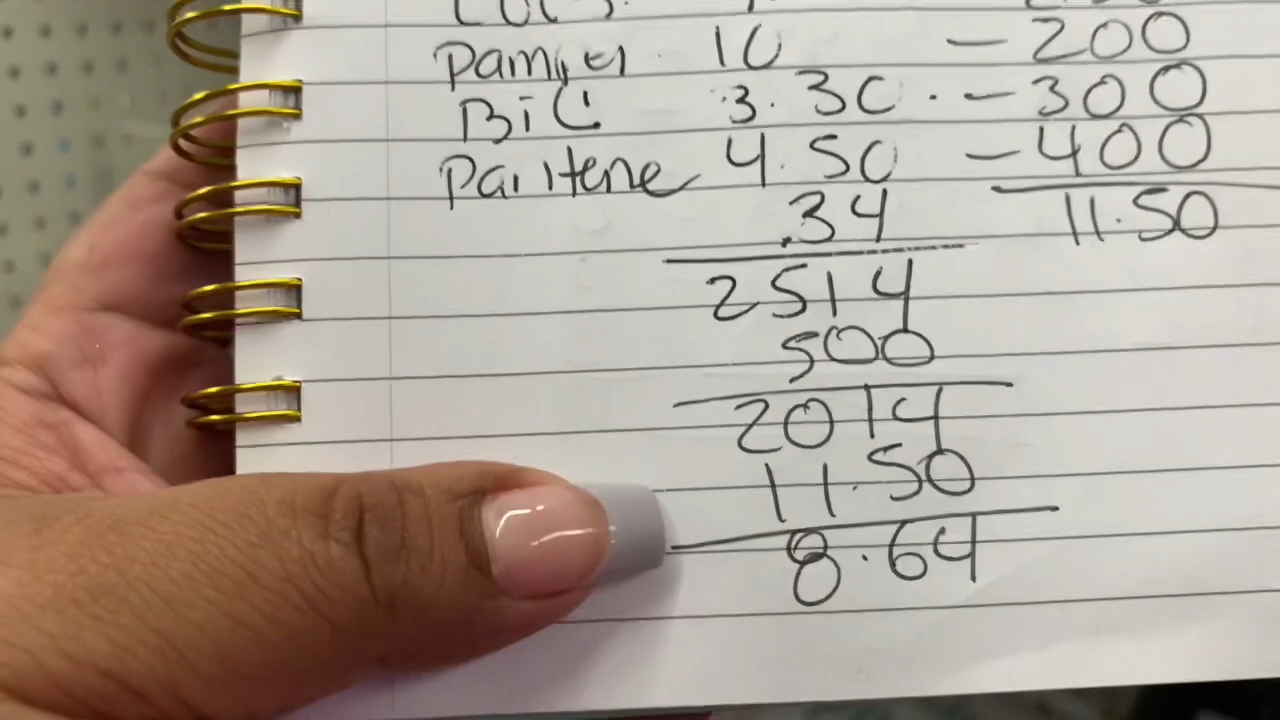 Pamper 10 - 200
BiC 3.30 . - 300
Pantene 4.50 - 400
.34 11.50
2514
500
2014
11.50
8.64